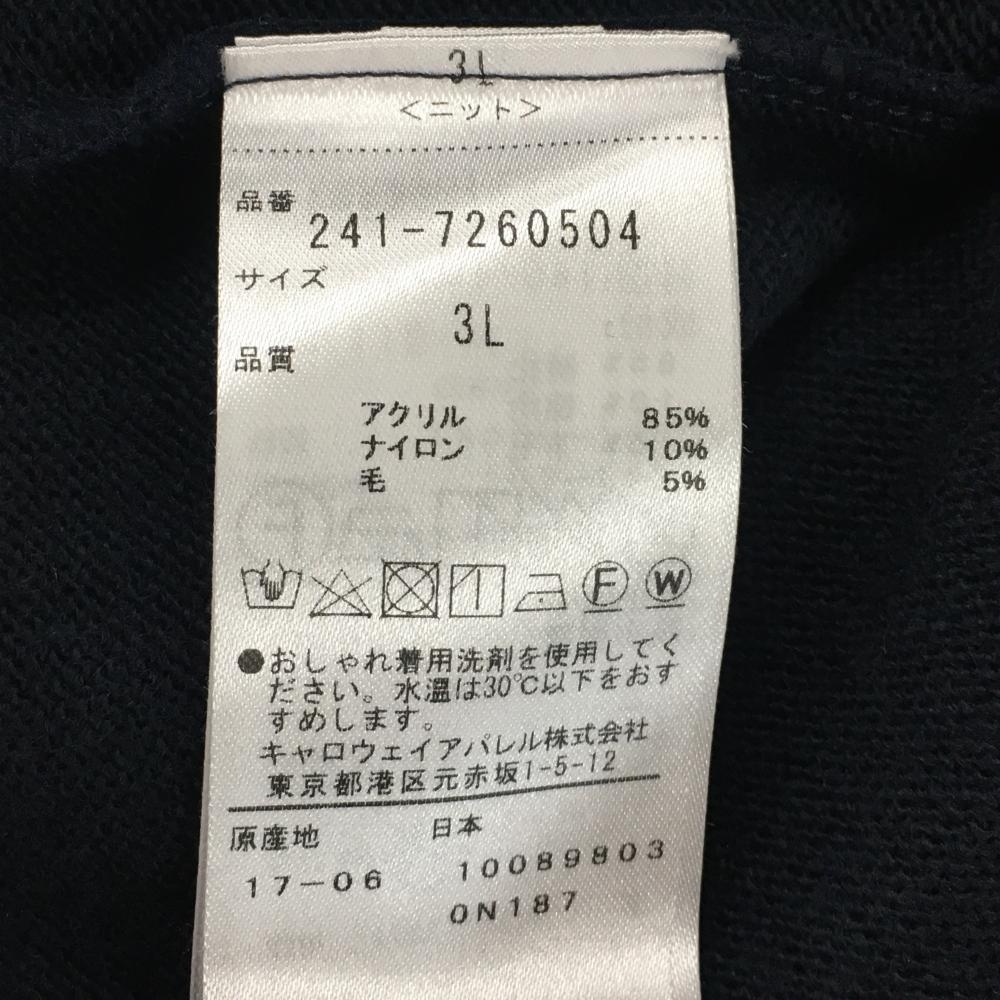 3L
<ニット>
品番
241-7260504
サイズ
3L
品質
アクリル 85%
ナイロン 10%
毛 5%
F W
●おしゃれ着用洗剤を使用してく
ださい。水温は30℃以下をおす
すめします。
キャロウェイアパレル株式会社
東京都港区元赤坂1-5-12
原産地 日本
17-06 10089803
0N187